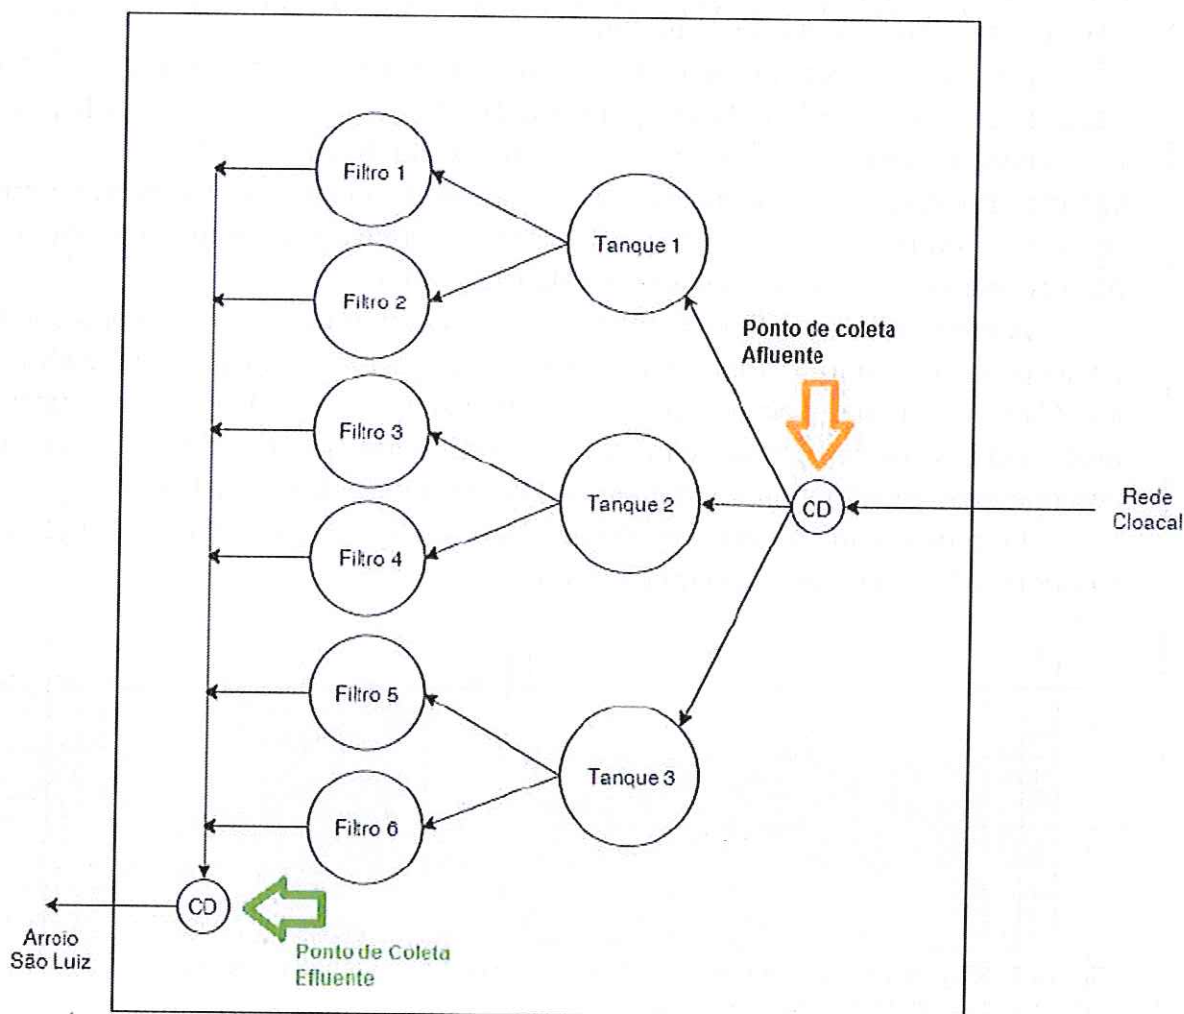 Filtro 1
Tanque 1
Filtro 2
Ponto de coleta
Afluente
Filtro 3
Tanque 2
CD
Rede
Cloacal
Filtro 4
Filtro 5
Tanque 3
Filtro 6
CD
Arroio
São Luiz
Ponto de Coleta
Efluente